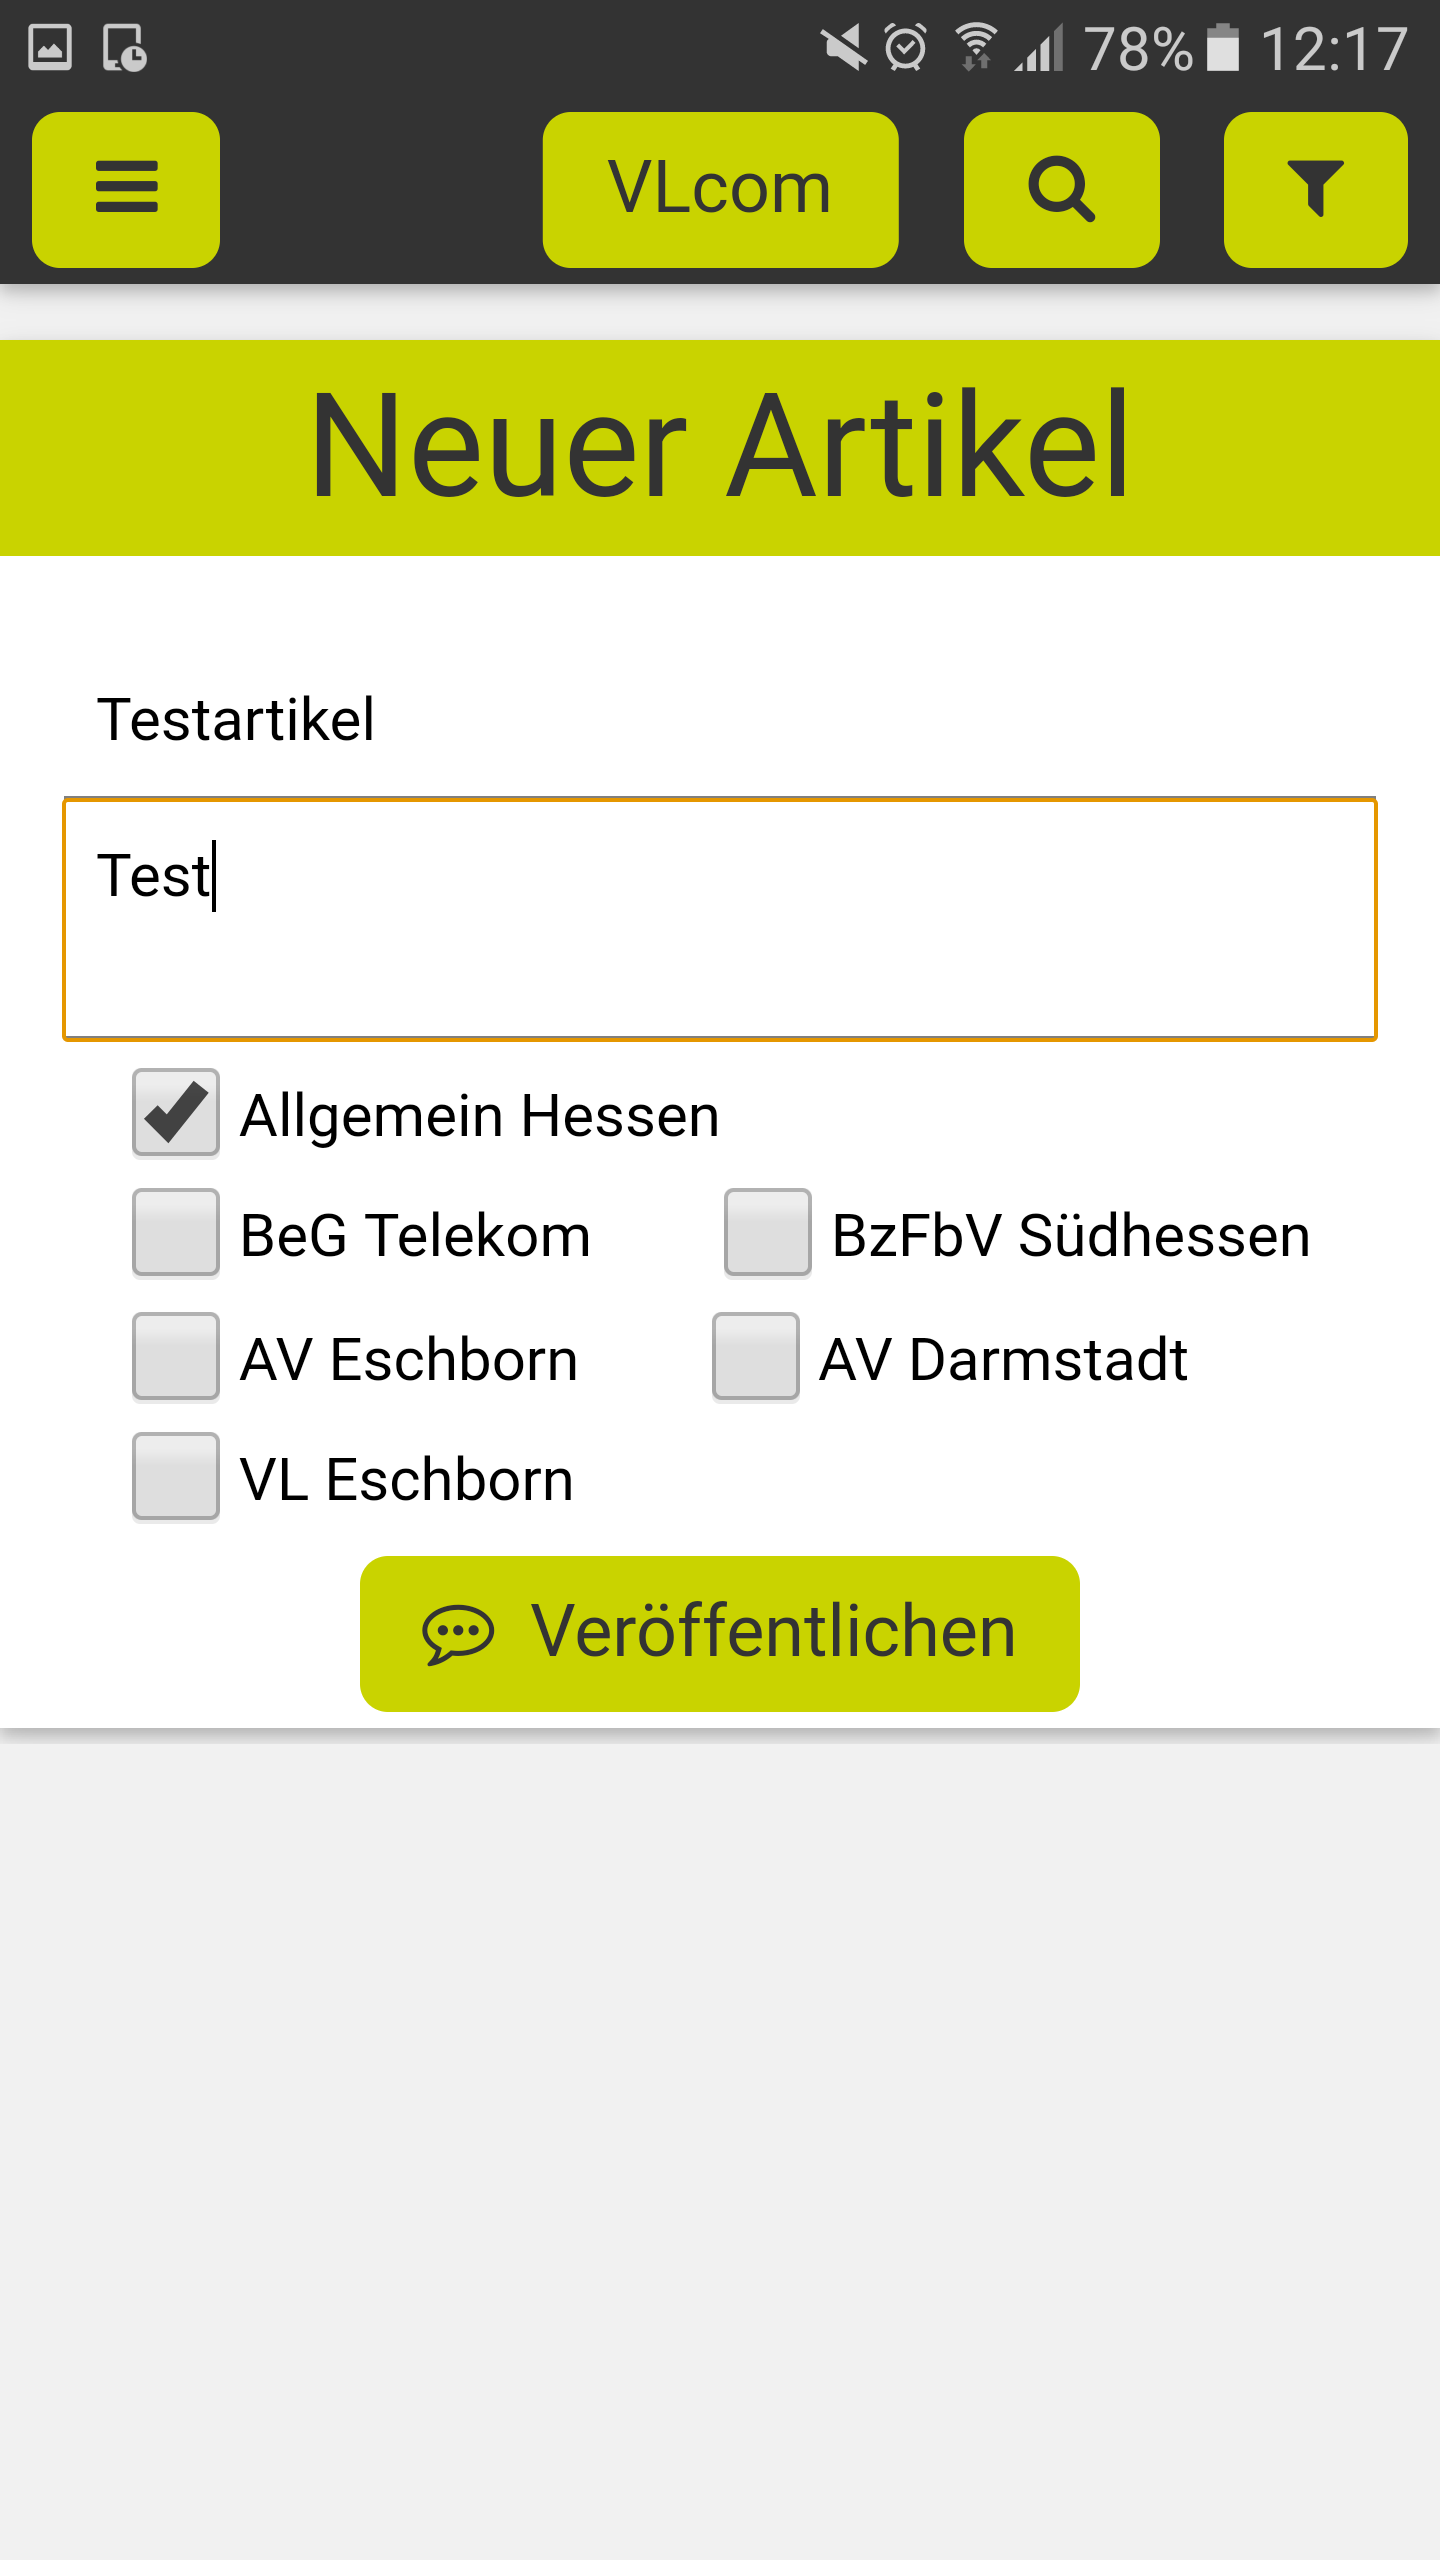 78% 12:17
VLcom
Neuer Artikel
Testartikel
Test
Allgemein Hessen
BeG Telekom BzFbV Südhessen
AV Eschborn AV Darmstadt
VL Eschborn
Veröffentlichen